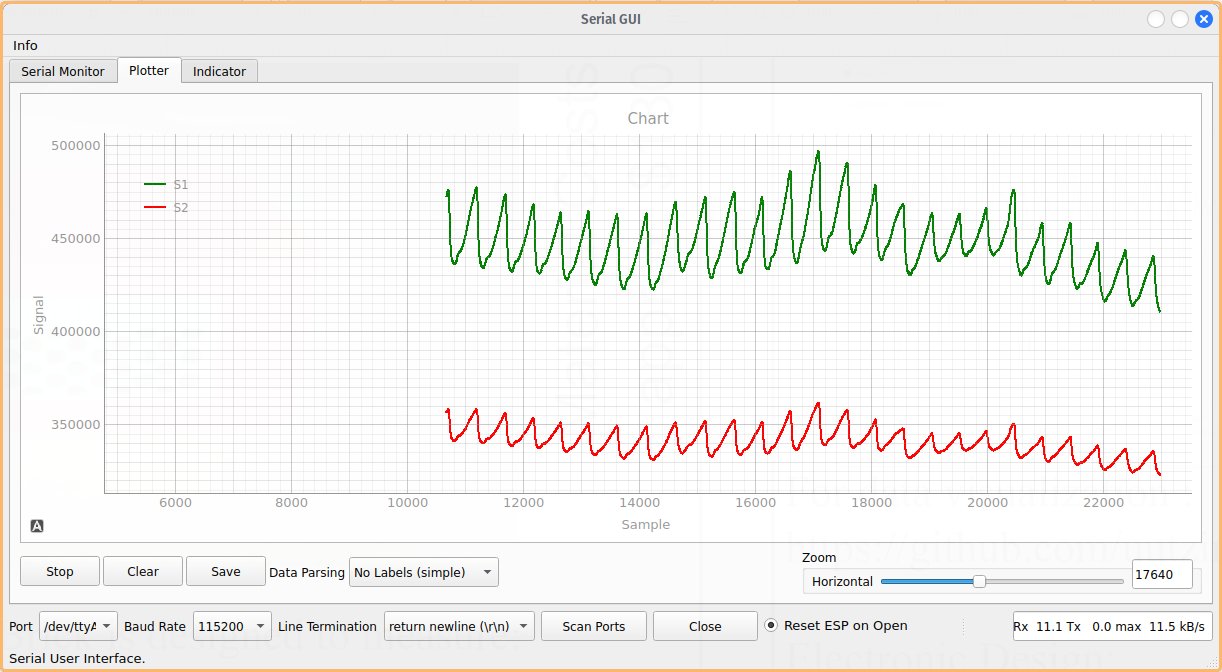 Serial GUI
Info
Serial Monitor Plotter Indicator
Chart
500000
450000
400000
350000
S1
S2
Signal
6000 8000 10000 12000 14000 16000 18000 20000 22000
Sample
A
Zoom
Stop Clear Save Data Parsing No Labels (simple) Horizontal 17640
Port /dev/ttyA Baud Rate 115200 Line Termination return newline (\r\n) Scan Ports Close Reset ESP on Open Rx 11.1 Tx 0.0 max 11.5 kB/s
Serial User Interface.